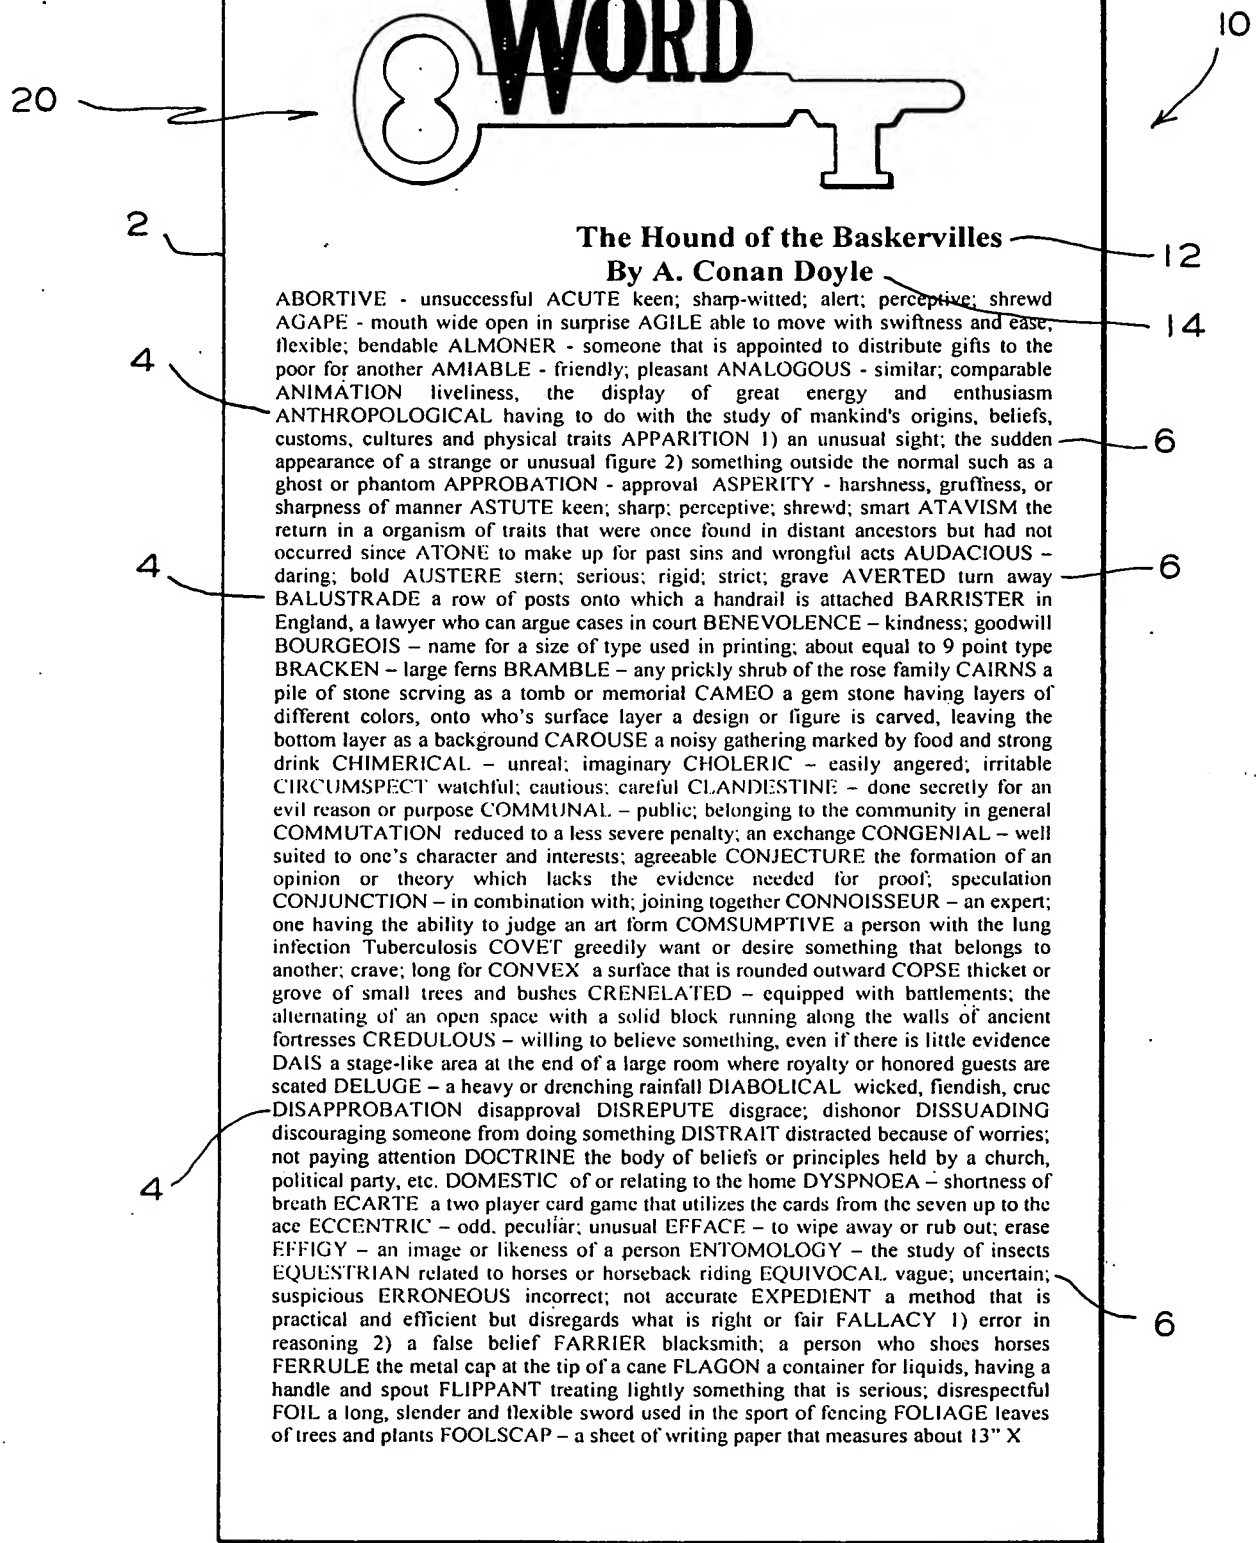 WORD
10
20
2
The Hound of the Baskervilles
12
By A. Conan Doyle
14
ABORTIVE - unsuccessful ACUTE keen; sharp-witted; alert; perceptive; shrewd
AGAPE - mouth wide open in surprise AGILE able to move with swiftness and ease;
flexible; bendable ALMONER - someone that is appointed to distribute gifts to the
4
poor for another AMIABLE - friendly; pleasant ANALOGOUS - similar; comparable
ANIMATION liveliness, the display of great energy and enthusiasm
ANTHROPOLOGICAL having to do with the study of mankind's origins, beliefs,
customs, cultures and physical traits APPARITION 1) an unusual sight; the sudden
6
appearance of a strange or unusual figure 2) something outside the normal such as a
ghost or phantom APPROBATION - approval ASPERITY - harshness, gruffness, or
sharpness of manner ASTUTE keen; sharp; perceptive; shrewd; smart ATAVISM the
return in a organism of traits that were once found in distant ancestors but had not
occurred since ATONE to make up for past sins and wrongful acts AUDACIOUS –
4
daring; bold AUSTERE stern; serious; rigid; strict; grave AVERTED turn away
6
BALUSTRADE a row of posts onto which a handrail is attached BARRISTER in
England, a lawyer who can argue cases in court BENEVOLENCE – kindness; goodwill
BOURGEOIS – name for a size of type used in printing; about equal to 9 point type
BRACKEN – large ferns BRAMBLE – any prickly shrub of the rose family CAIRNS a
pile of stone serving as a tomb or memorial CAMEO a gem stone having layers of
different colors, onto who's surface layer a design or figure is carved, leaving the
bottom layer as a background CAROUSE a noisy gathering marked by food and strong
drink CHIMERICAL – unreal; imaginary CHOLERIC – easily angered; irritable
CIRCUMSPECT watchful; cautious; careful CLANDESTINE – done secretly for an
evil reason or purpose COMMUNAL – public; belonging to the community in general
COMMUTATION reduced to a less severe penalty; an exchange CONGENIAL – well
suited to one's character and interests; agreeable CONJECTURE the formation of an
opinion or theory which lacks the evidence needed for proof; speculation
CONJUNCTION – in combination with; joining together CONNOISSEUR – an expert;
one having the ability to judge an art form COMSUMPTIVE a person with the lung
infection Tuberculosis COVET greedily want or desire something that belongs to
another; crave; long for CONVEX a surface that is rounded outward COPSE thicket or
grove of small trees and bushes CRENELATED – equipped with battlements; the
alternating of an open space with a solid block running along the walls of ancient
fortresses CREDULOUS – willing to believe something, even if there is little evidence
DAIS a stage-like area at the end of a large room where royalty or honored guests are
seated DELUGE – a heavy or drenching rainfall DIABOLICAL wicked, fiendish, cruc
DISAPPROBATION disapproval DISREPUTE disgrace; dishonor DISSUADING
discouraging someone from doing something DISTRAIT distracted because of worries;
not paying attention DOCTRINE the body of beliefs or principles held by a church,
4
political party, etc. DOMESTIC of or relating to the home DYSPNOEA – shortness of
breath ECARTE a two player card game that utilizes the cards from the seven up to the
ace ECCENTRIC – odd, peculiar; unusual EFFACE – to wipe away or rub out; erase
EFFIGY – an image or likeness of a person ENTOMOLOGY – the study of insects
EQUESTRIAN related to horses or horseback riding EQUIVOCAL vague; uncertain;
suspicious ERRONEOUS incorrect; not accurate EXPEDIENT a method that is
practical and efficient but disregards what is right or fair FALLACY 1) error in
6
reasoning 2) a false belief FARRIER blacksmith; a person who shoes horses
FERRULE the metal cap at the tip of a cane FLAGON a container for liquids, having a
handle and spout FLIPPANT treating lightly something that is serious; disrespectful
FOIL a long, slender and flexible sword used in the sport of fencing FOLIAGE leaves
of trees and plants FOOLSCAP – a sheet of writing paper that measures about 13" X